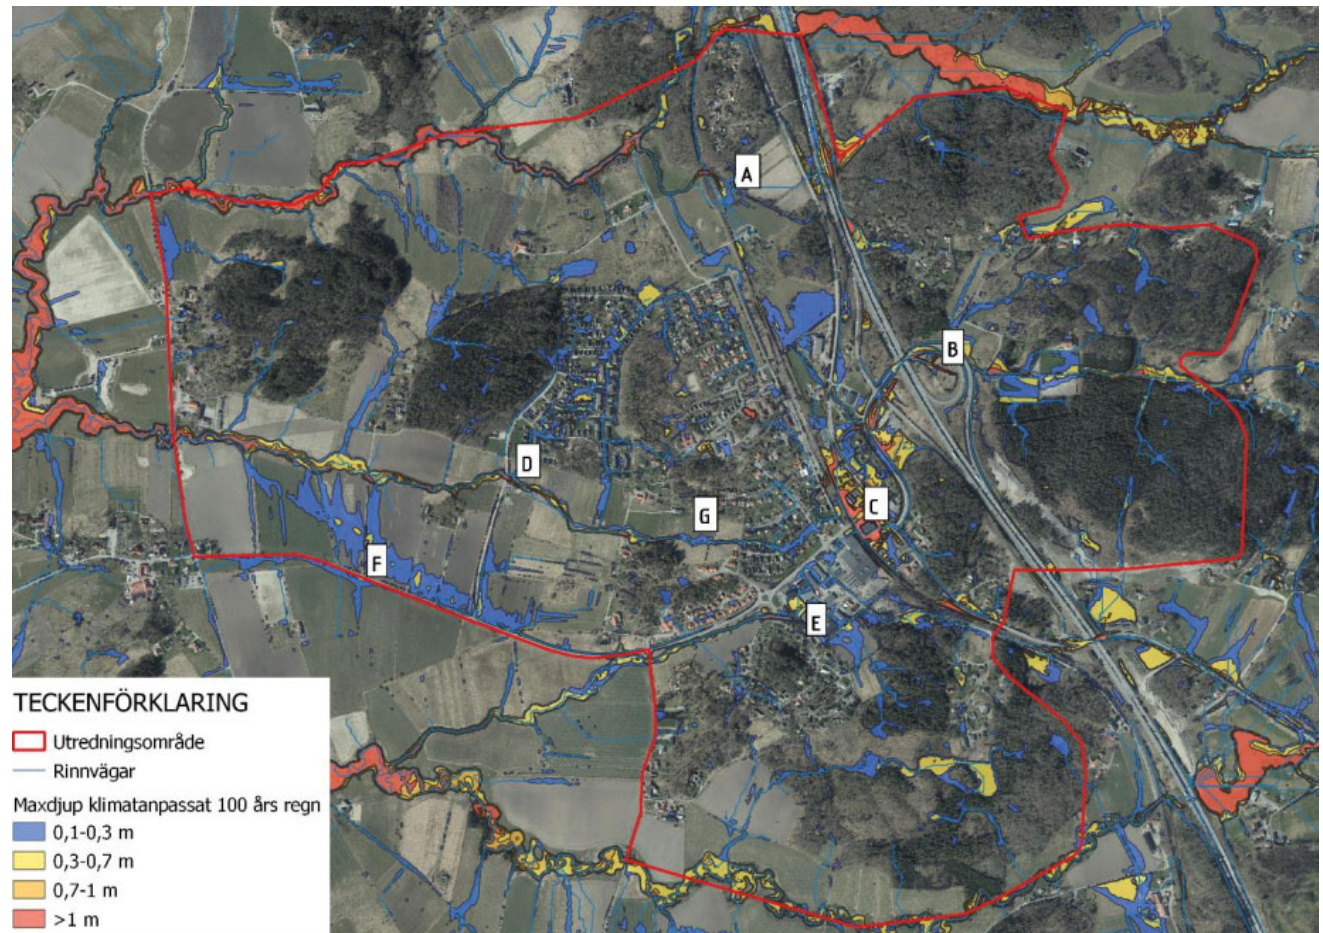 A
B
D
C
G
F
E
TECKENFÖRKLARING
Utredningsområde
Rinnvägar
Maxdjup klimatanpassat 100 års regn
0,1-0,3 m
0,3-0,7 m
0,7-1 m
>1 m